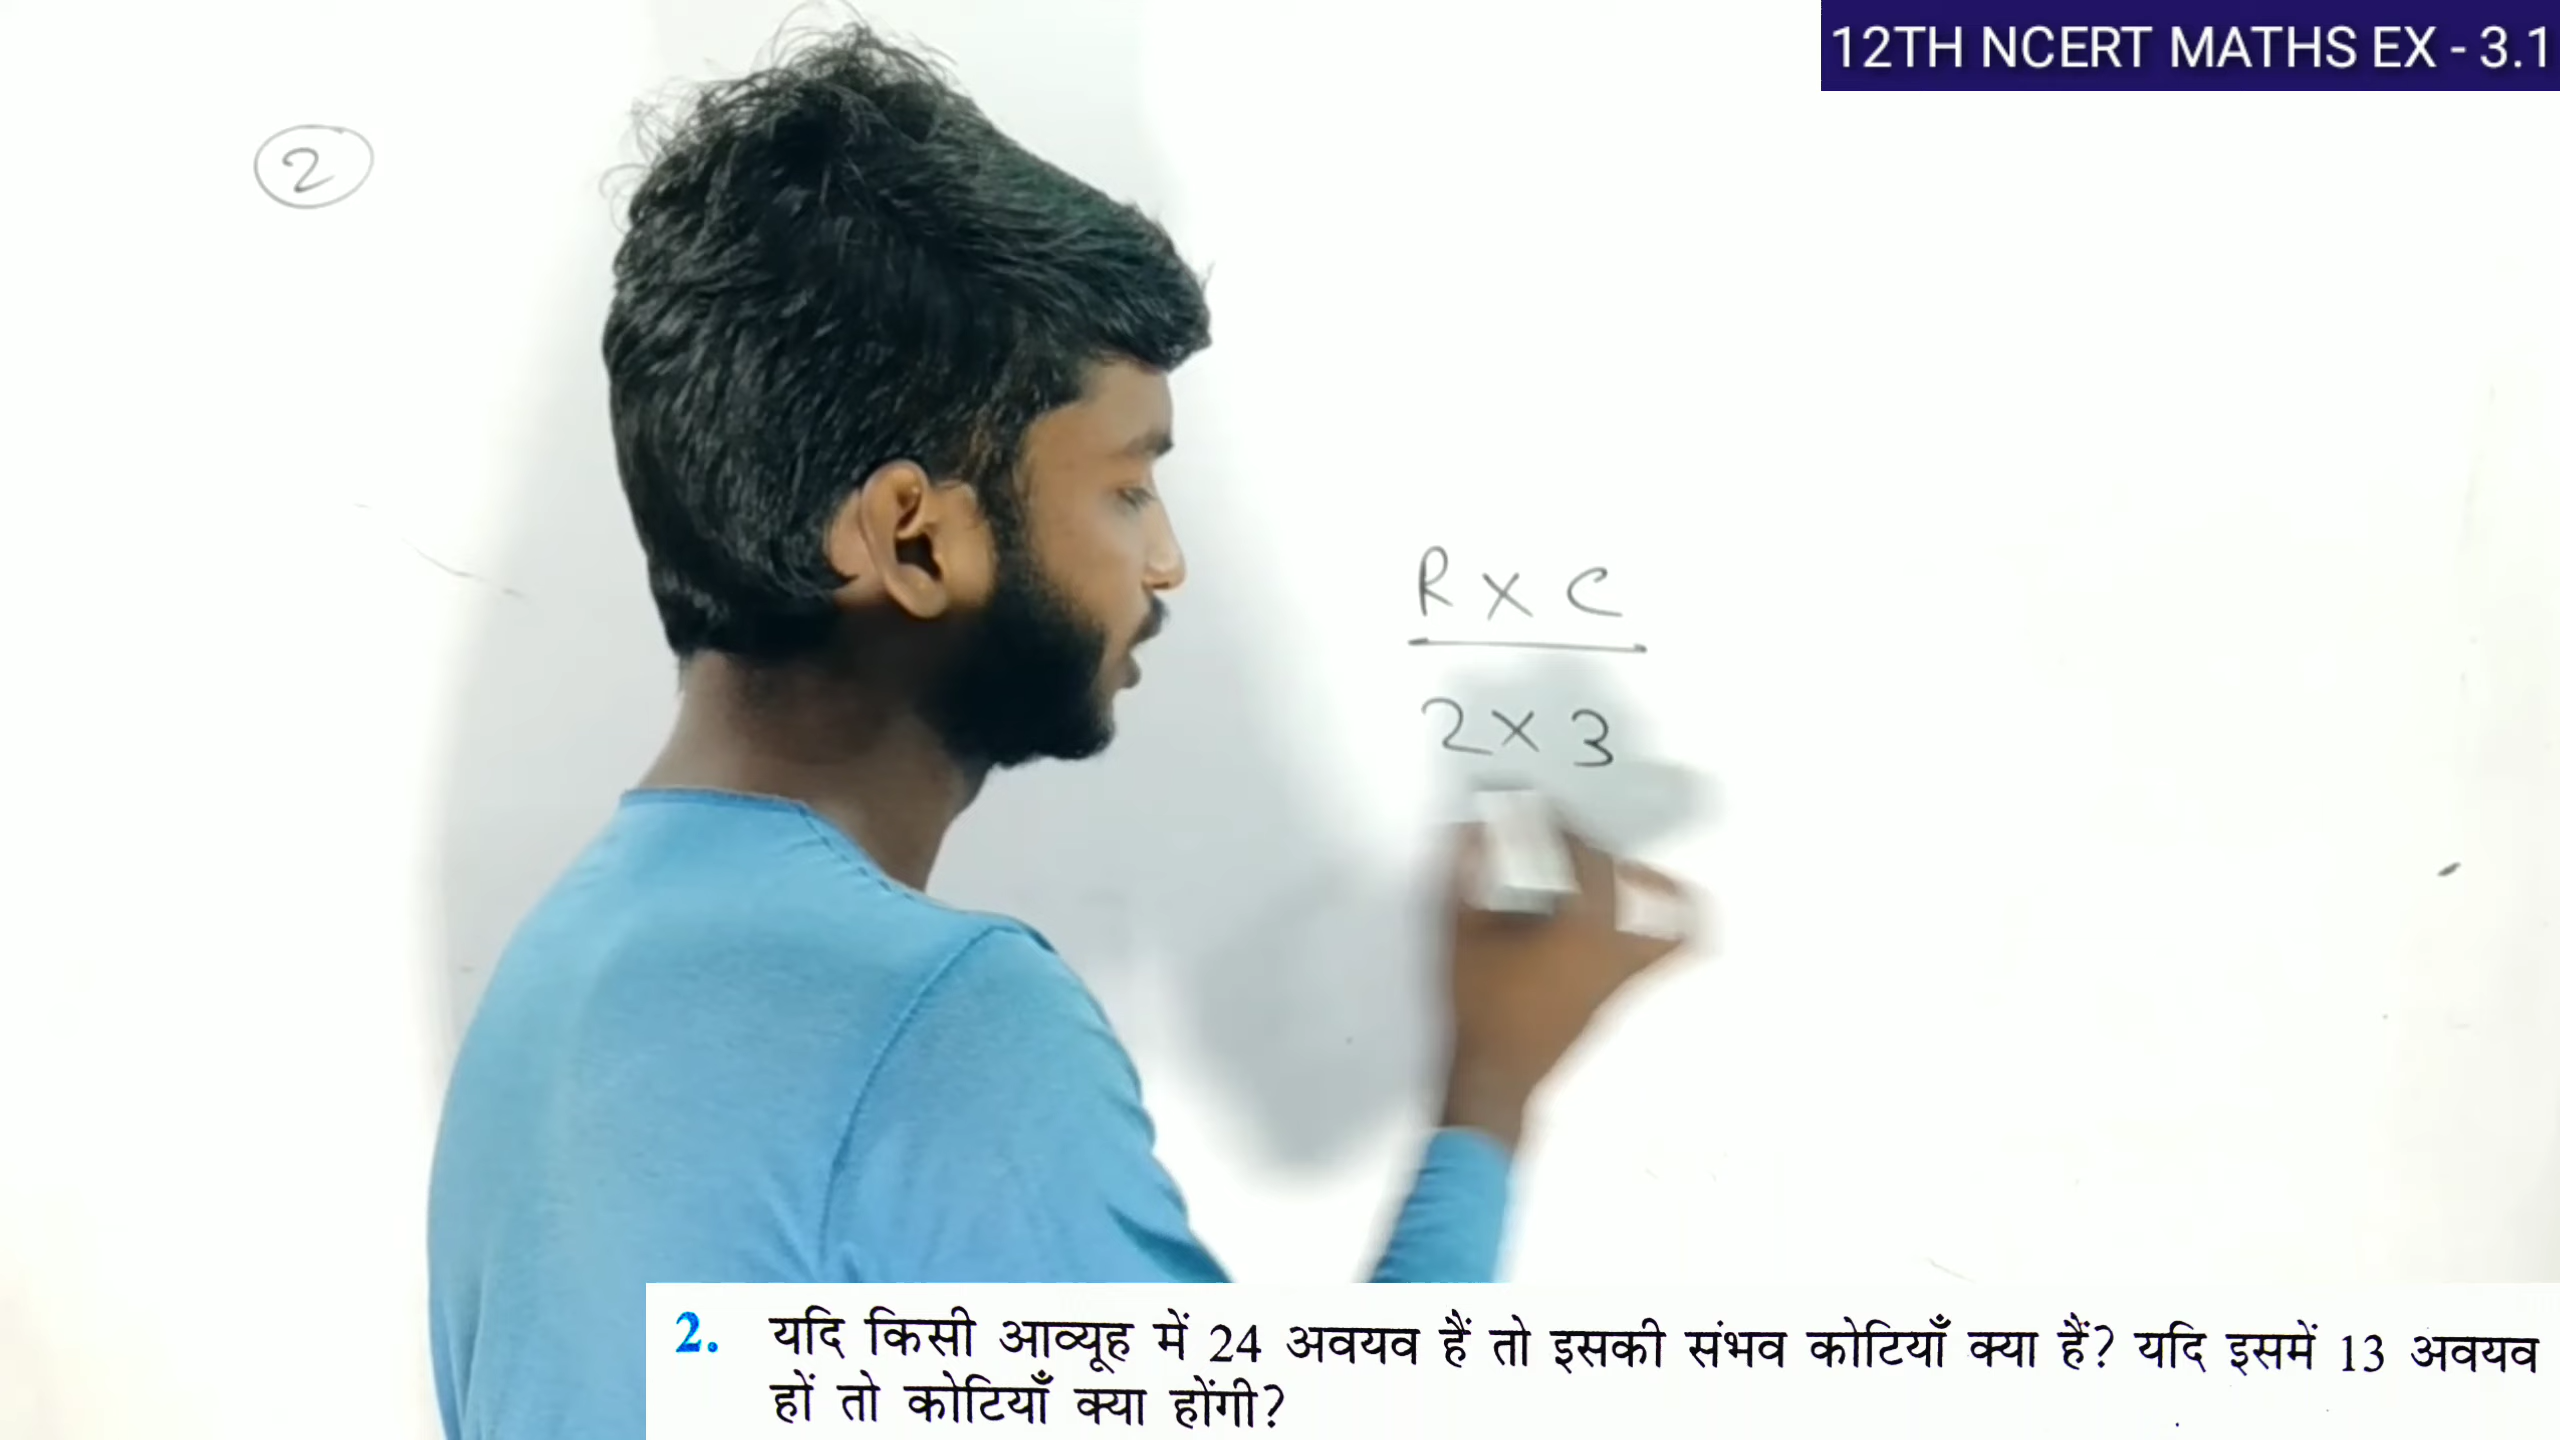 12TH NCERT MATHS EX - 3.1
2
R x C
2 x 3
2. यदि किसी आव्यूह में 24 अवयव हैं तो इसकी संभव कोटियाँ क्या हैं? यदि इसमें 13 अवयव
हों तो कोटियाँ क्या होंगी?